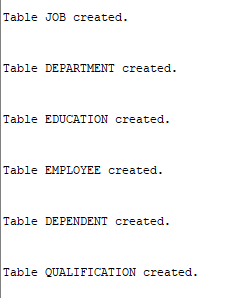 Table JOB created.
Table DEPARTMENT created.
Table EDUCATION created.
Table EMPLOYEE created.
Table DEPENDENT created.
Table QUALIFICATION created.